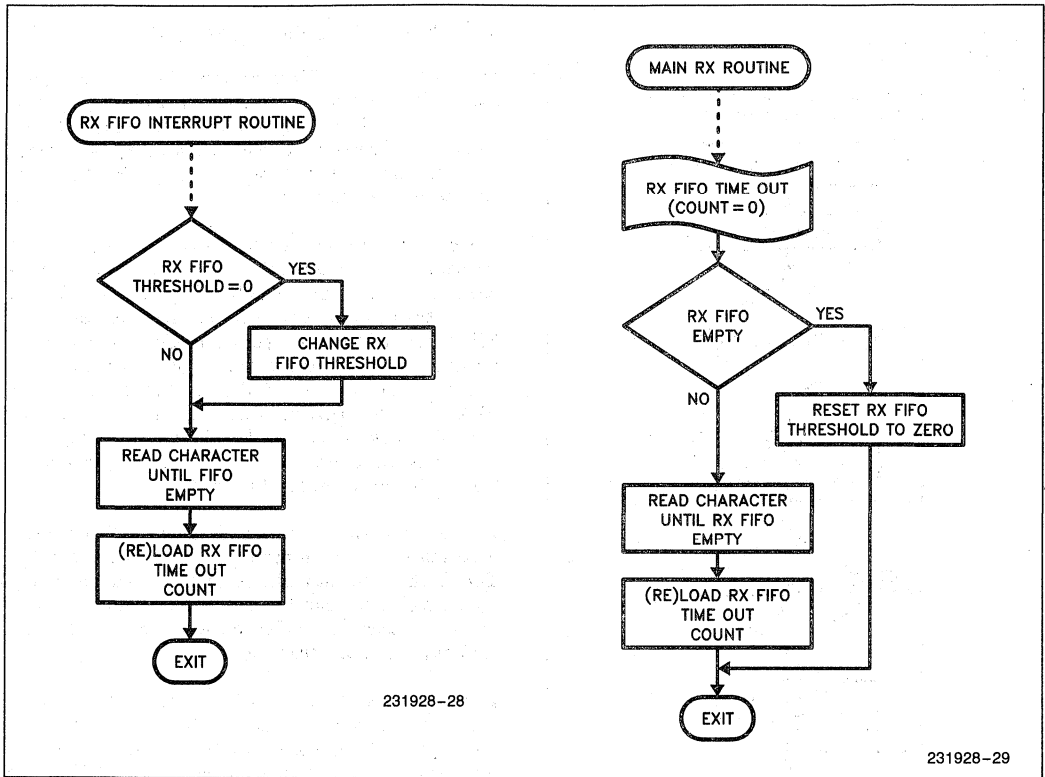 RX FIFO INTERRUPT ROUTINE
RX FIFO
THRESHOLD = 0
YES
NO
CHANGE RX
FIFO THRESHOLD
READ CHARACTER
UNTIL FIFO
EMPTY
(RE)LOAD RX FIFO
TIME OUT
COUNT
EXIT
231928-28
MAIN RX ROUTINE
RX FIFO TIME OUT
(COUNT = 0)
RX FIFO
EMPTY
YES
NO
RESET RX FIFO
THRESHOLD TO ZERO
READ CHARACTER
UNTIL RX FIFO
EMPTY
(RE)LOAD RX FIFO
TIME OUT
COUNT
EXIT
231928-29